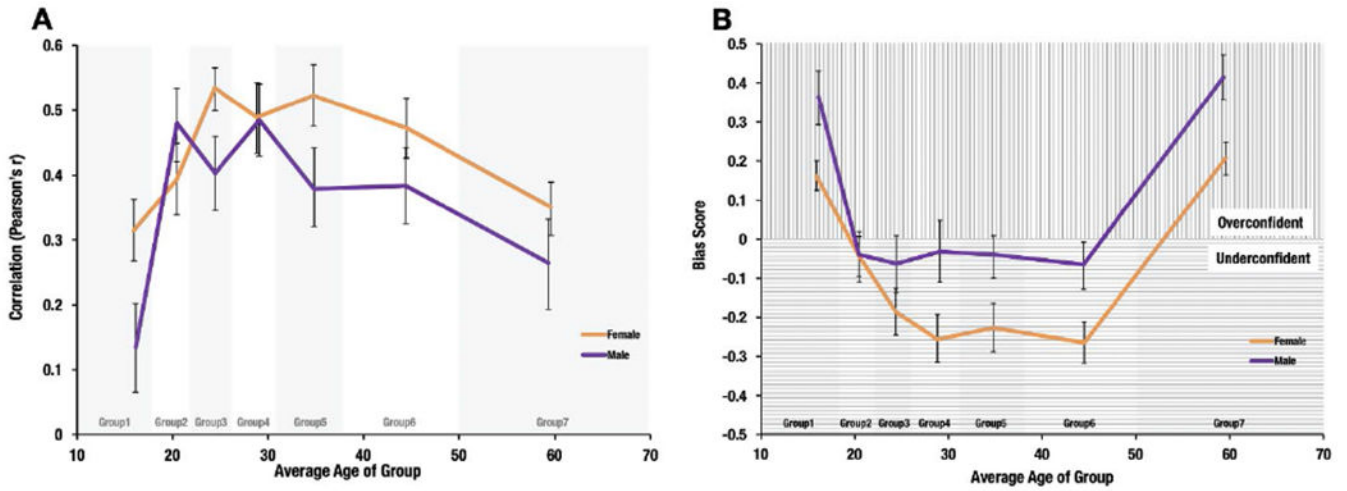 A
0.6
0.5
0.4
0.3
0.2
0.1
0
Correlation (Pearson's r)
Female
Male
Group1 Group2 Group3 Group4 Group5 Group6 Group7
10 20 30 40 50 60 70
Average Age of Group
B
0.5
0.4
0.3
0.2
0.1
0
-0.1
-0.2
-0.3
-0.4
-0.5
Bias Score
Overconfident
Underconfident
Female
Male
Group1 Group2 Group3 Group4 Group5 Group6 Group7
10 20 30 40 50 60 70
Average Age of Group